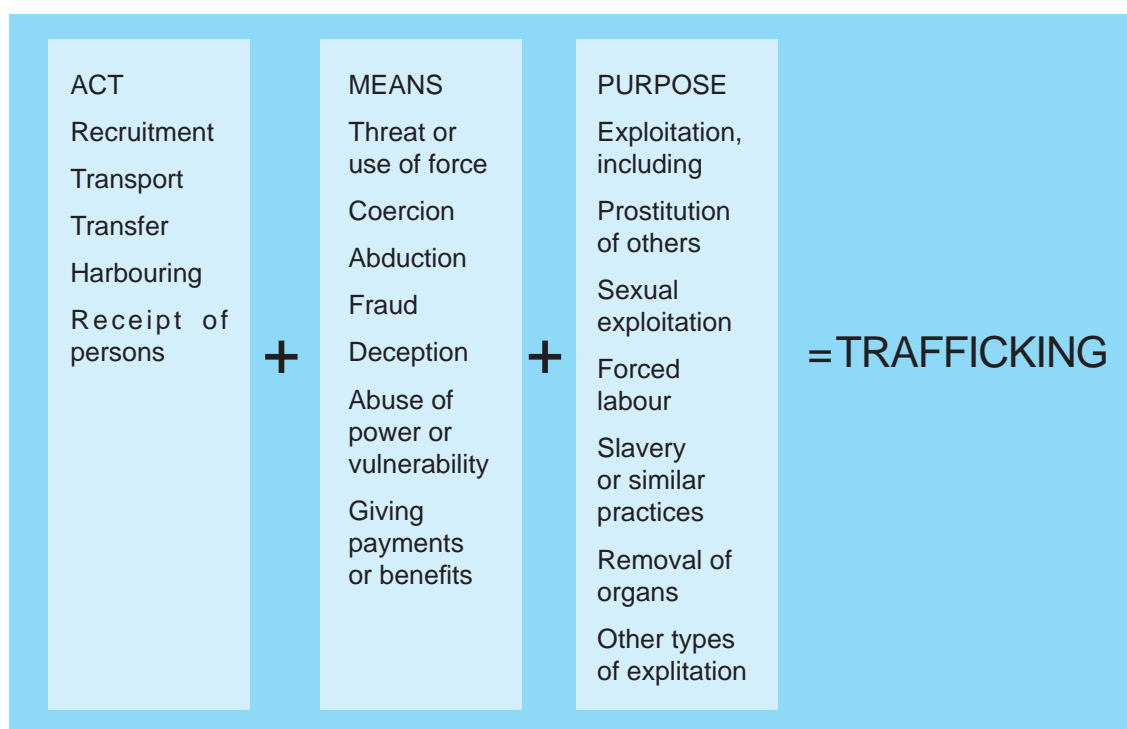 ACT
Recruitment
Transport
Transfer
Harbouring
Receipt of
persons
+
MEANS
Threat or
use of force
Coercion
Abduction
Fraud
Deception
Abuse of
power or
vulnerability
Giving
payments
or benefits
+
PURPOSE
Exploitation,
including
Prostitution
of others
Sexual
exploitation
Forced
labour
Slavery
or similar
practices
Removal of
organs
Other types
of explitation
=TRAFFICKING